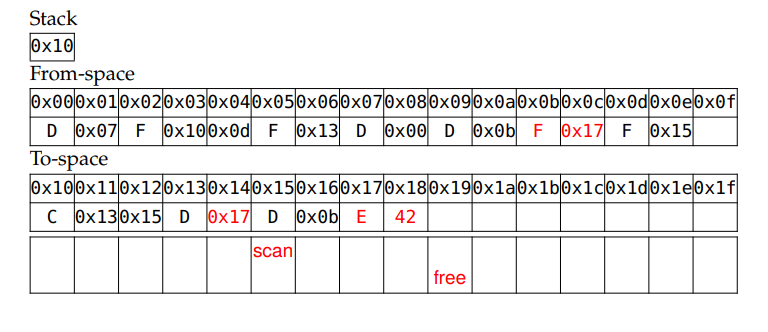 Stack
0x10
From-space
0x00 0x01 0x02 0x03 0x04 0x05 0x06 0x07 0x08 0x09 0x0a 0x0b 0x0c 0x0d 0x0e 0x0f
D 0x07 F 0x10 0x0d F 0x13 D 0x00 D 0x0b F 0x17 F 0x15
To-space
0x10 0x11 0x12 0x13 0x14 0x15 0x16 0x17 0x18 0x19 0x1a 0x1b 0x1c 0x1d 0x1e 0x1f
C 0x13 0x15 D 0x17 D 0x0b E 42
scan
free